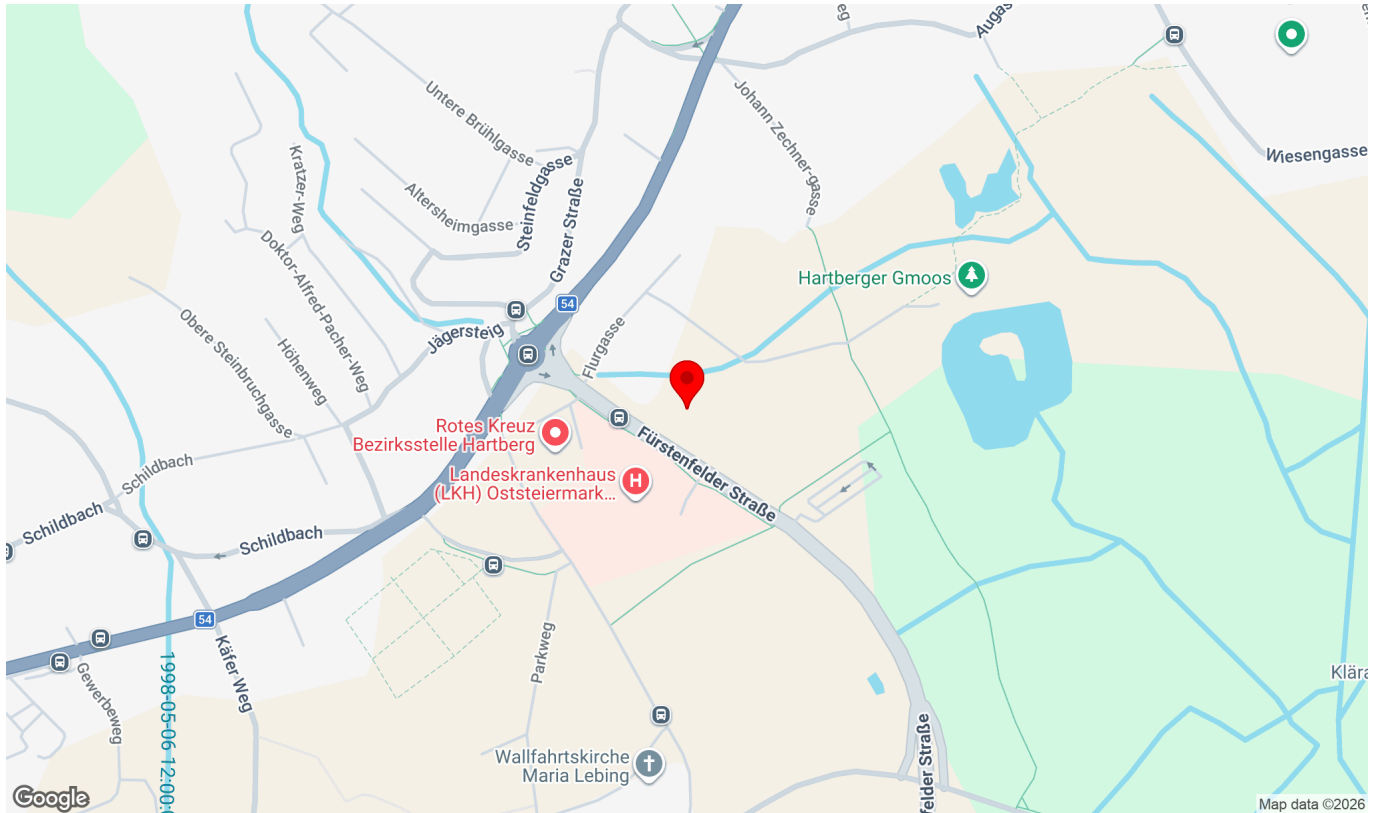 Augas
Johann-Zechner-gasse
Untere Brühlgasse
Wiesengasse
Kratzer-Weg
Altersheimgasse
Steinfeldgasse
Grazer Straße
Doktor-Alfred-Pacher-Weg
Hartberger Gmoos
54
Obere Steinbruchgasse
Höhenweg
Jägersteig
Flurgasse
Rotes Kreuz
Bezirksstelle Hartberg
Fürstenfelder Straße
Landeskrankenhaus
(LKH) Oststeiermark...
H
Schildbach
Schildbach
Schildbach
54
Käfer Weg
Gewerbeweg
1998-05-06 12:00:0
Parkweg
Klära
Wallfahrtskirche
Maria Lebing
felder Straße
Google
Map data ©2026